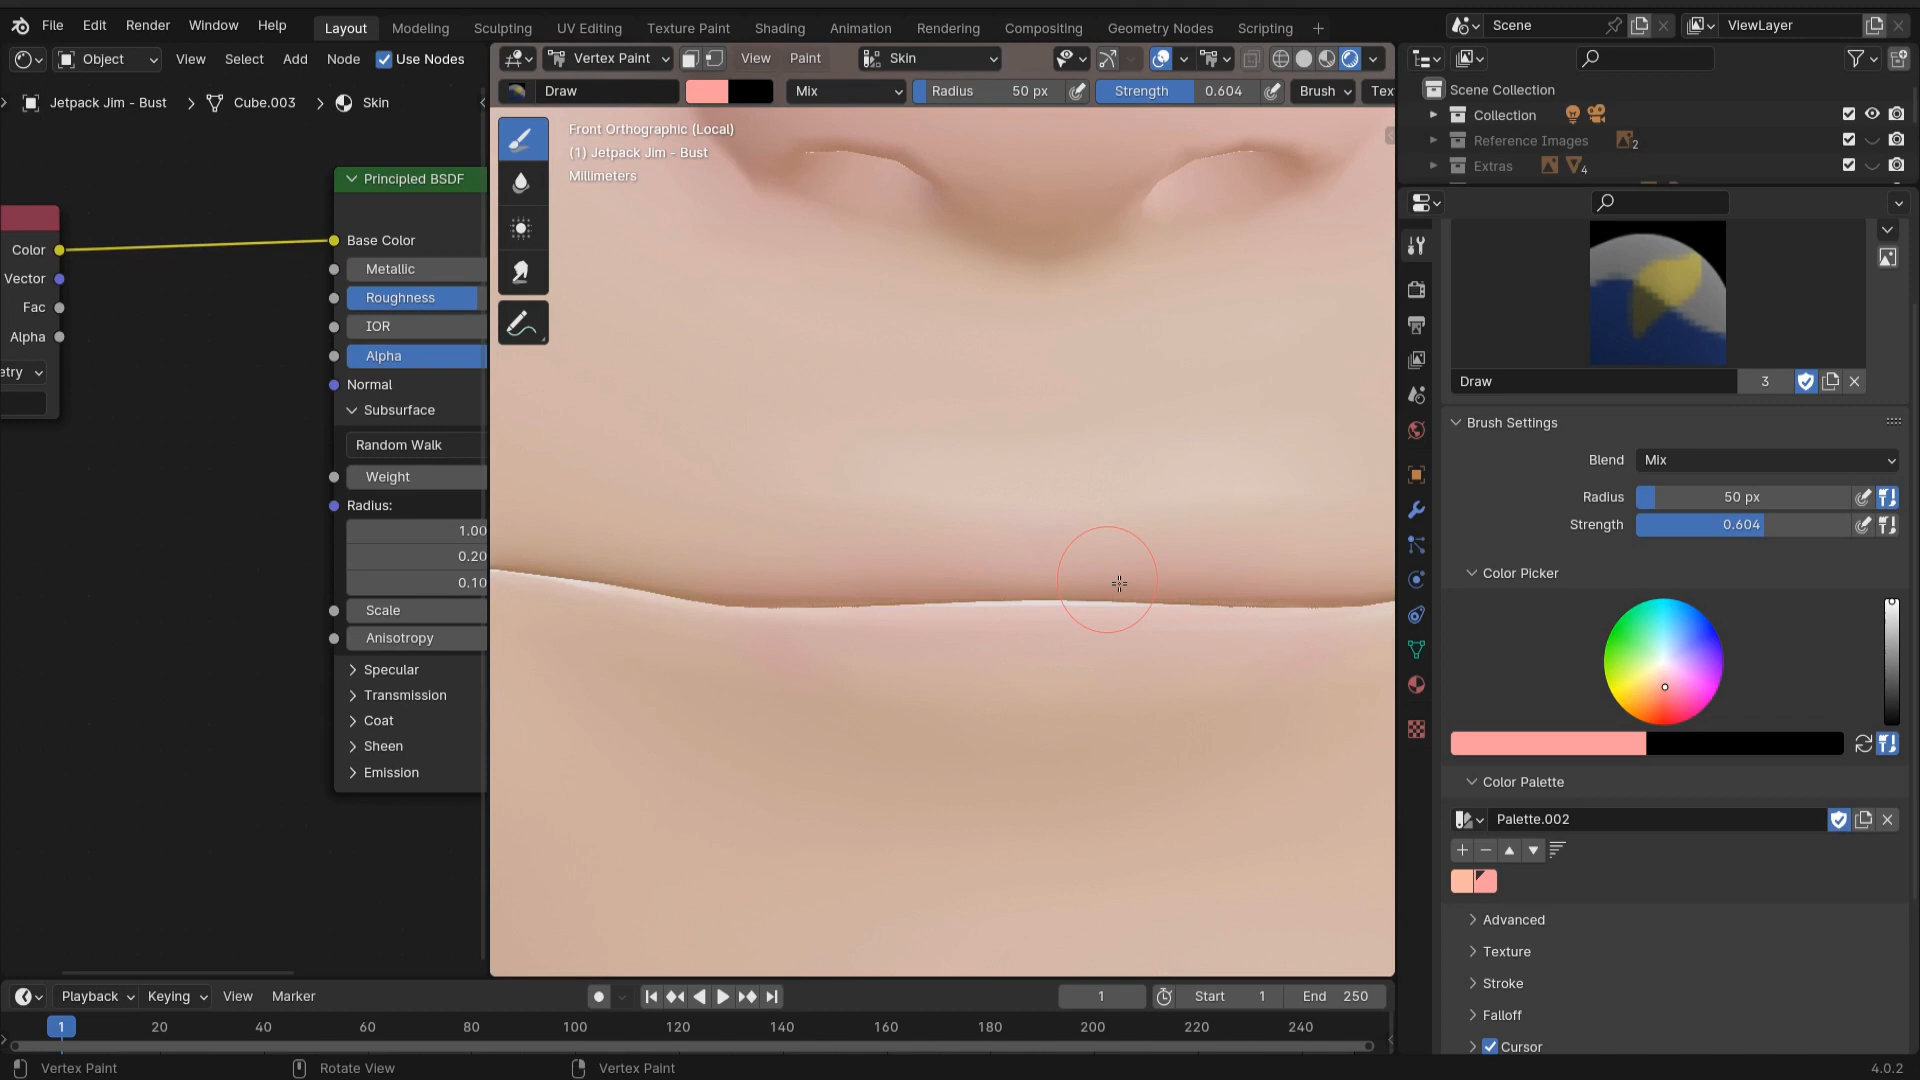 File Edit Render Window Help Layout Modeling Sculpting UV Editing Texture Paint Shading Animation Rendering Compositing Geometry Nodes Scripting + Scene ViewLayer
Object View Select Add Node Use Nodes Vertex Paint View Paint Skin
Draw Mix Radius 50 px Strength 0.604 Brush Tex
Jetpack Jim - Bust > Cube.003 > Skin
Scene Collection
Collection
Reference Images 2
Extras 4
Front Orthographic (Local)
(1) Jetpack Jim - Bust
Millimeters
Principled BSDF
Color
Vector
Fac
Alpha
etry
Base Color
Metallic
Roughness
IOR
Alpha
Normal
Subsurface
Random Walk
Weight
Radius:
1.00
0.20
0.10
Scale
Anisotropy
Specular
Transmission
Coat
Sheen
Emission
Draw 3
Brush Settings
Blend Mix
Radius 50 px
Strength 0.604
Color Picker
Color Palette
Palette.002
Advanced
Texture
Stroke
Falloff
Cursor
Playback Keying View Marker 1 Start 1 End 250
1 20 40 60 80 100 120 140 160 180 200 220 240
Vertex Paint Rotate View Vertex Paint 4.0.2